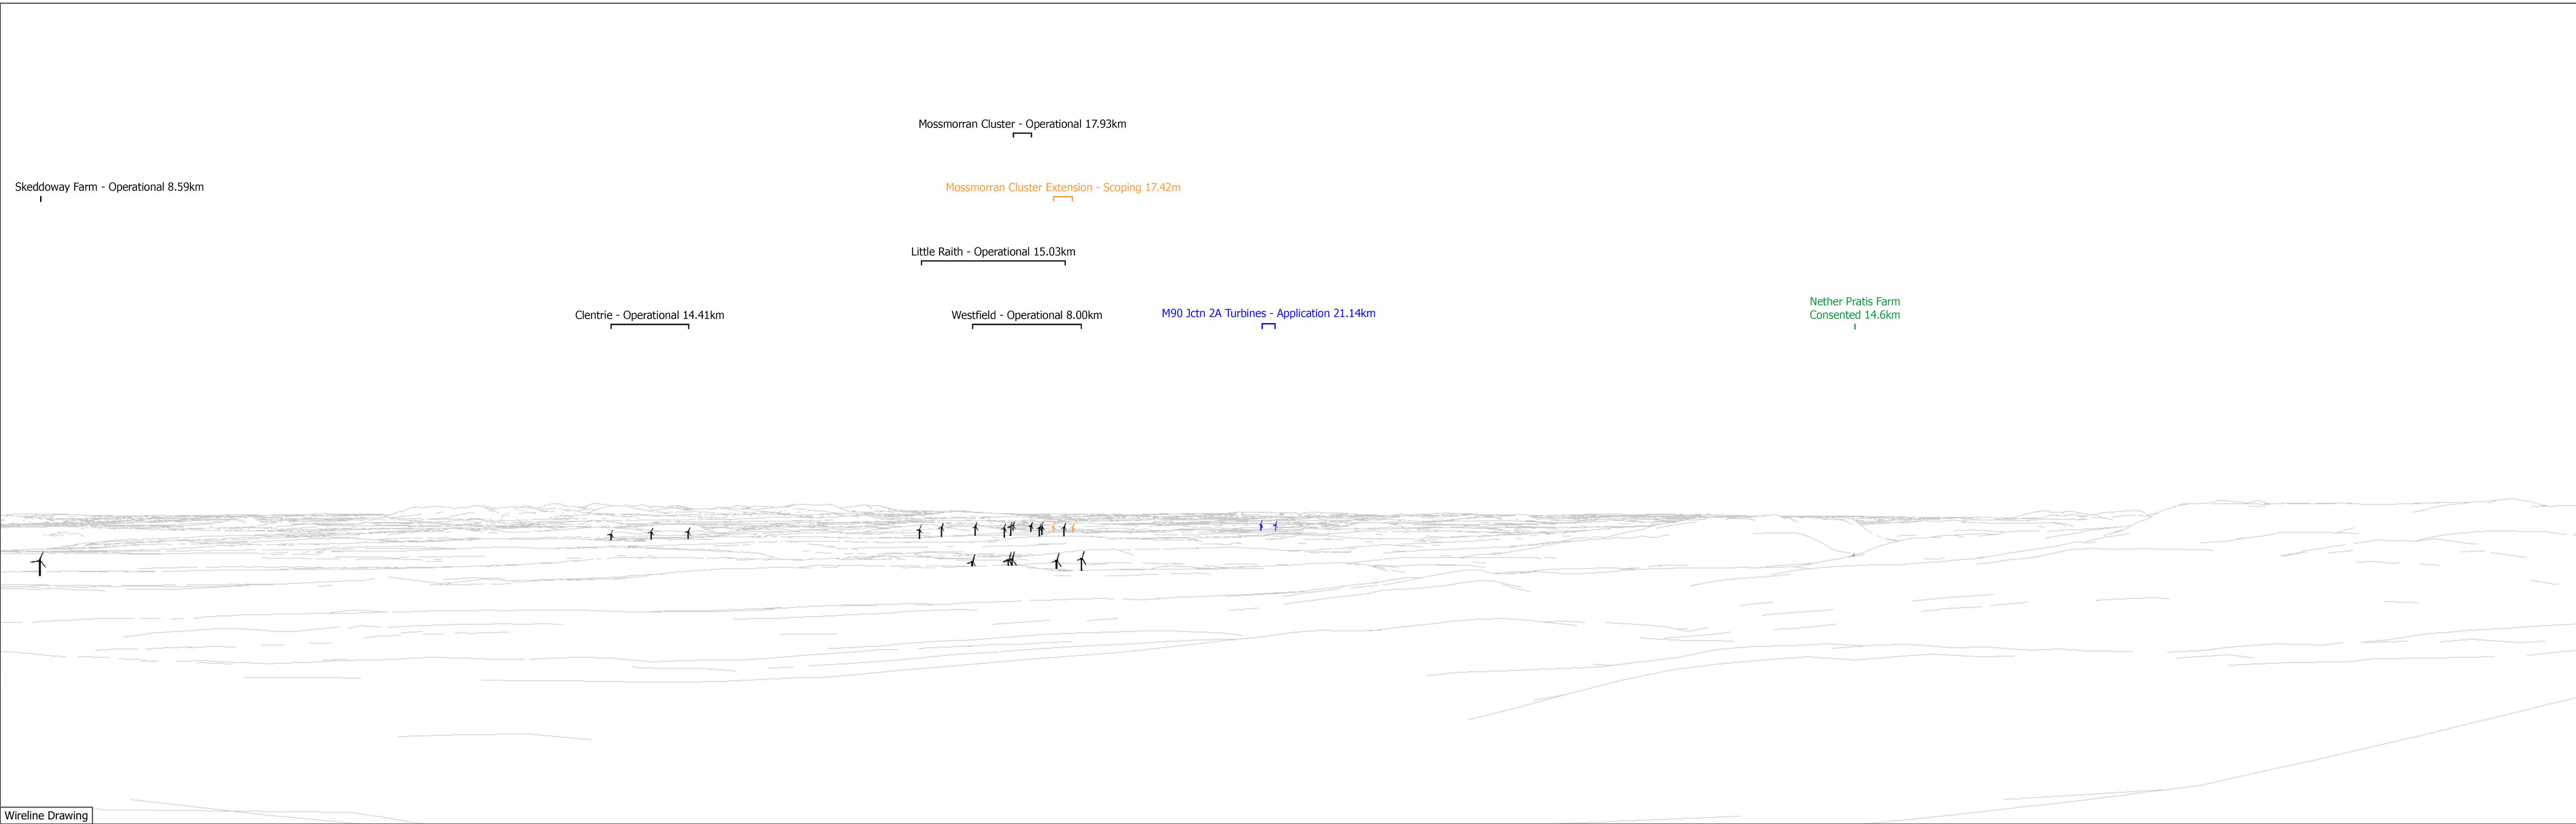 Mossmorran Cluster - Operational 17.93km
Skeddoway Farm - Operational 8.59km
Mossmorran Cluster Extension - Scoping 17.42m
Little Raith - Operational 15.03km
Nether Pratis Farm
Consented 14.6km
Clentrie - Operational 14.41km
Westfield - Operational 8.00km
M90 Jctn 2A Turbines - Application 21.14km
Wireline Drawing